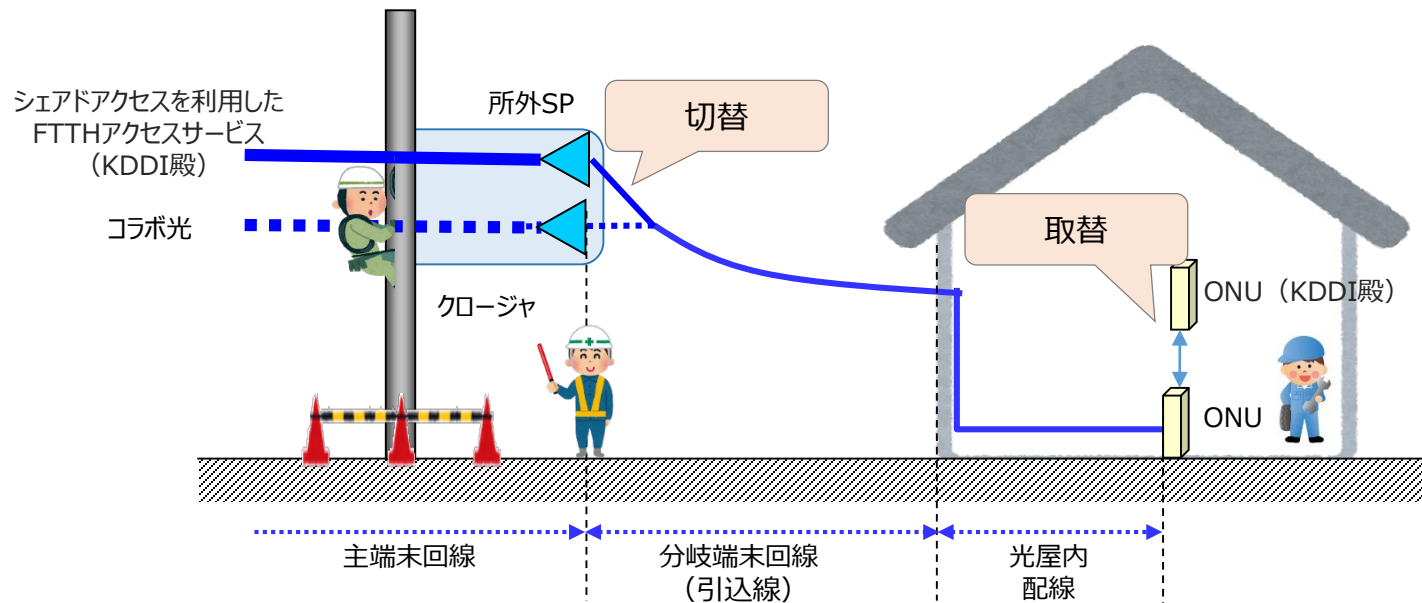 シェアドアクセスを利用した
FTTHアクセスサービス
（KDDI殿）
所外SP
切替
コラボ光
取替
クロージャ
ONU（KDDI殿）
ONU
主端末回線
分岐端末回線
（引込線）
光屋内
配線